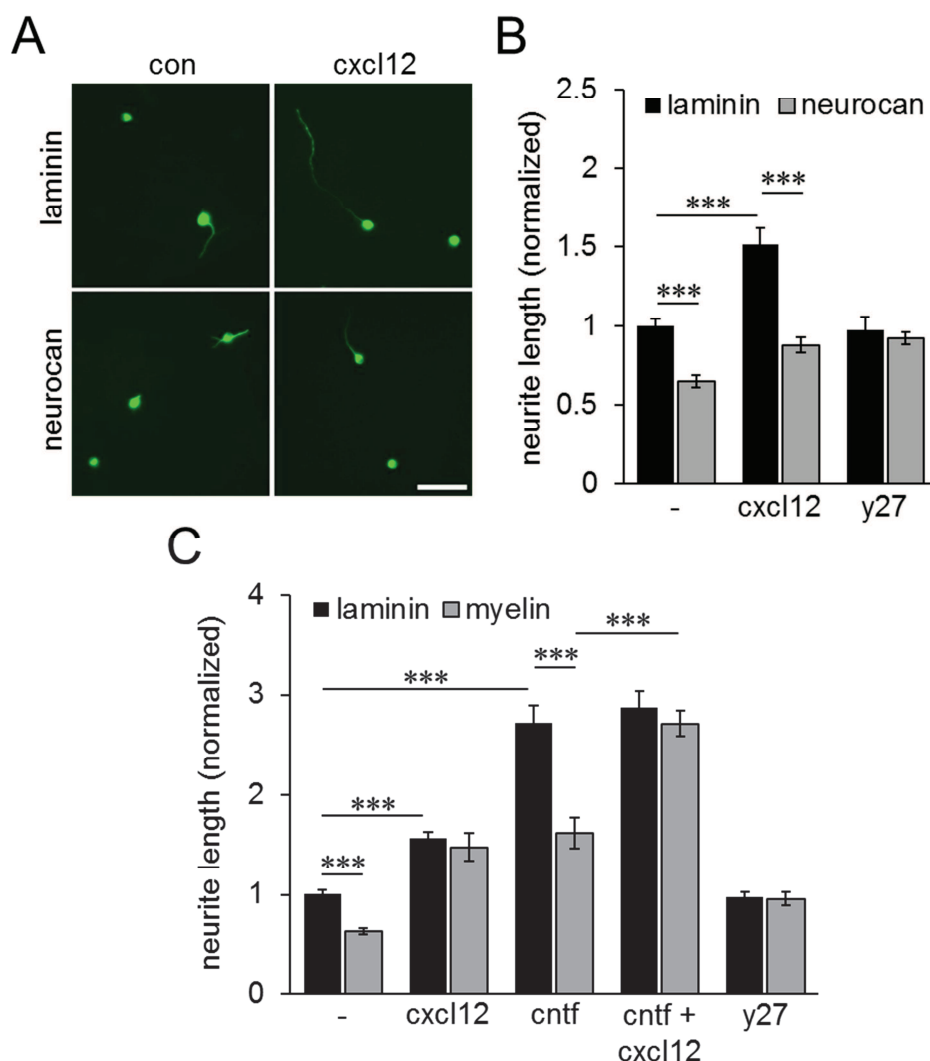 A
con cxcl12
laminin
neurocan
B
neurite length (normalized)
2.5
2
1.5
1
0.5
0
laminin neurocan
***
***
***
- cxcl12 y27
C
neurite length (normalized)
4
3
2
1
0
laminin myelin
***
***
***
***
***
- cxcl12 cntf cntf + y27
cxcl12